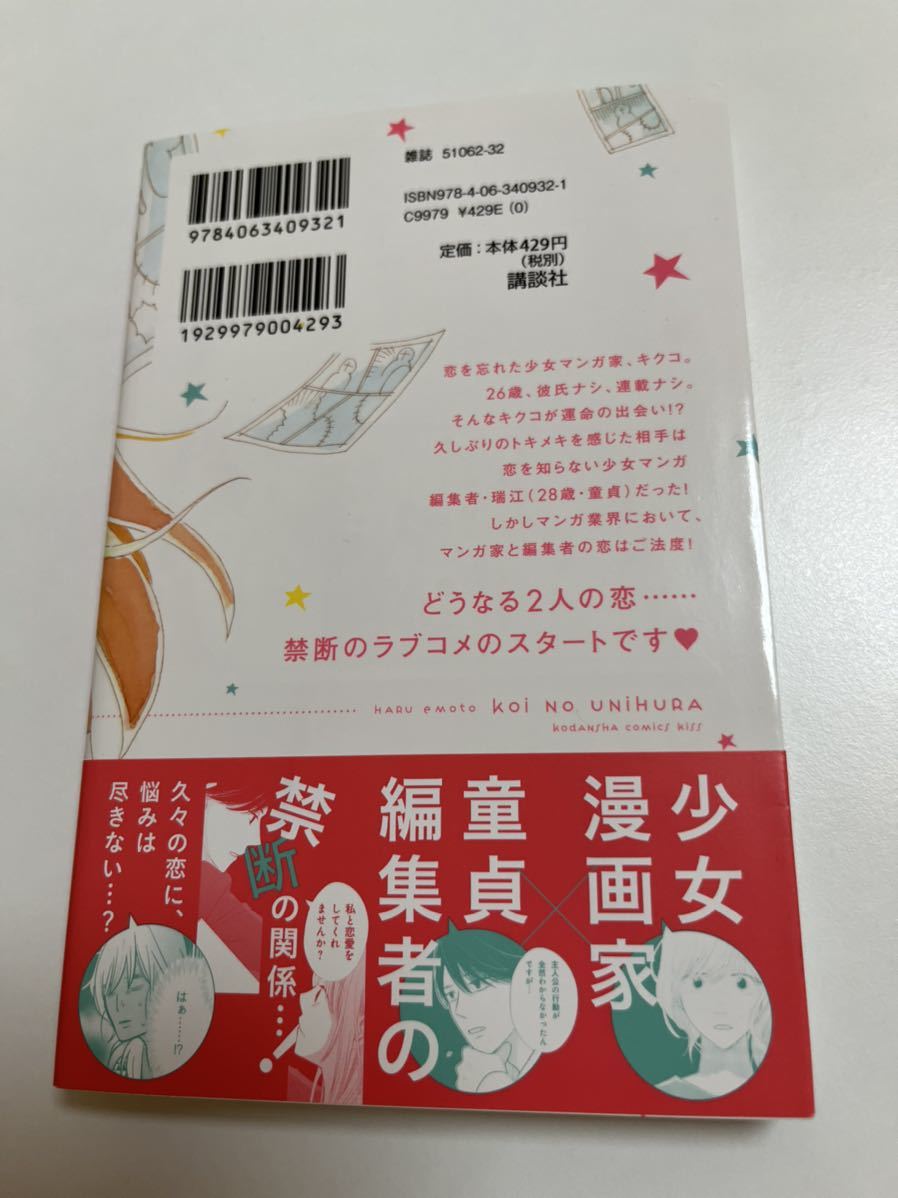 9784063409321
1929979004293
雑誌 51062-32
ISBN978-4-06-340932-1
C9979 ¥429E (0)
定価：本体429円
（税別）
講談社
恋を忘れた少女マンガ家、キクコ。
26歳、彼氏ナシ、連載ナシ。
そんなキクコが運命の出会い!?
久しぶりのトキメキを感じた相手は
恋を知らない少女マンガ
編集者・瑞江（28歳・童貞）だった！
しかしマンガ業界において、
マンガ家と編集者の恋はご法度！
どうなる2人の恋……
禁断のラブコメのスタートです♥
HARU emoto koi no unihura
kodansha comics kiss
少女
漫画家
×
童貞
編集者の
禁断の関係…！
久々の恋に、
悩みは
尽きない…？
主人公の行動が
全然わからなかったん
ですが…
私と恋愛を
してくれ
ませんか？
はぁ……!?